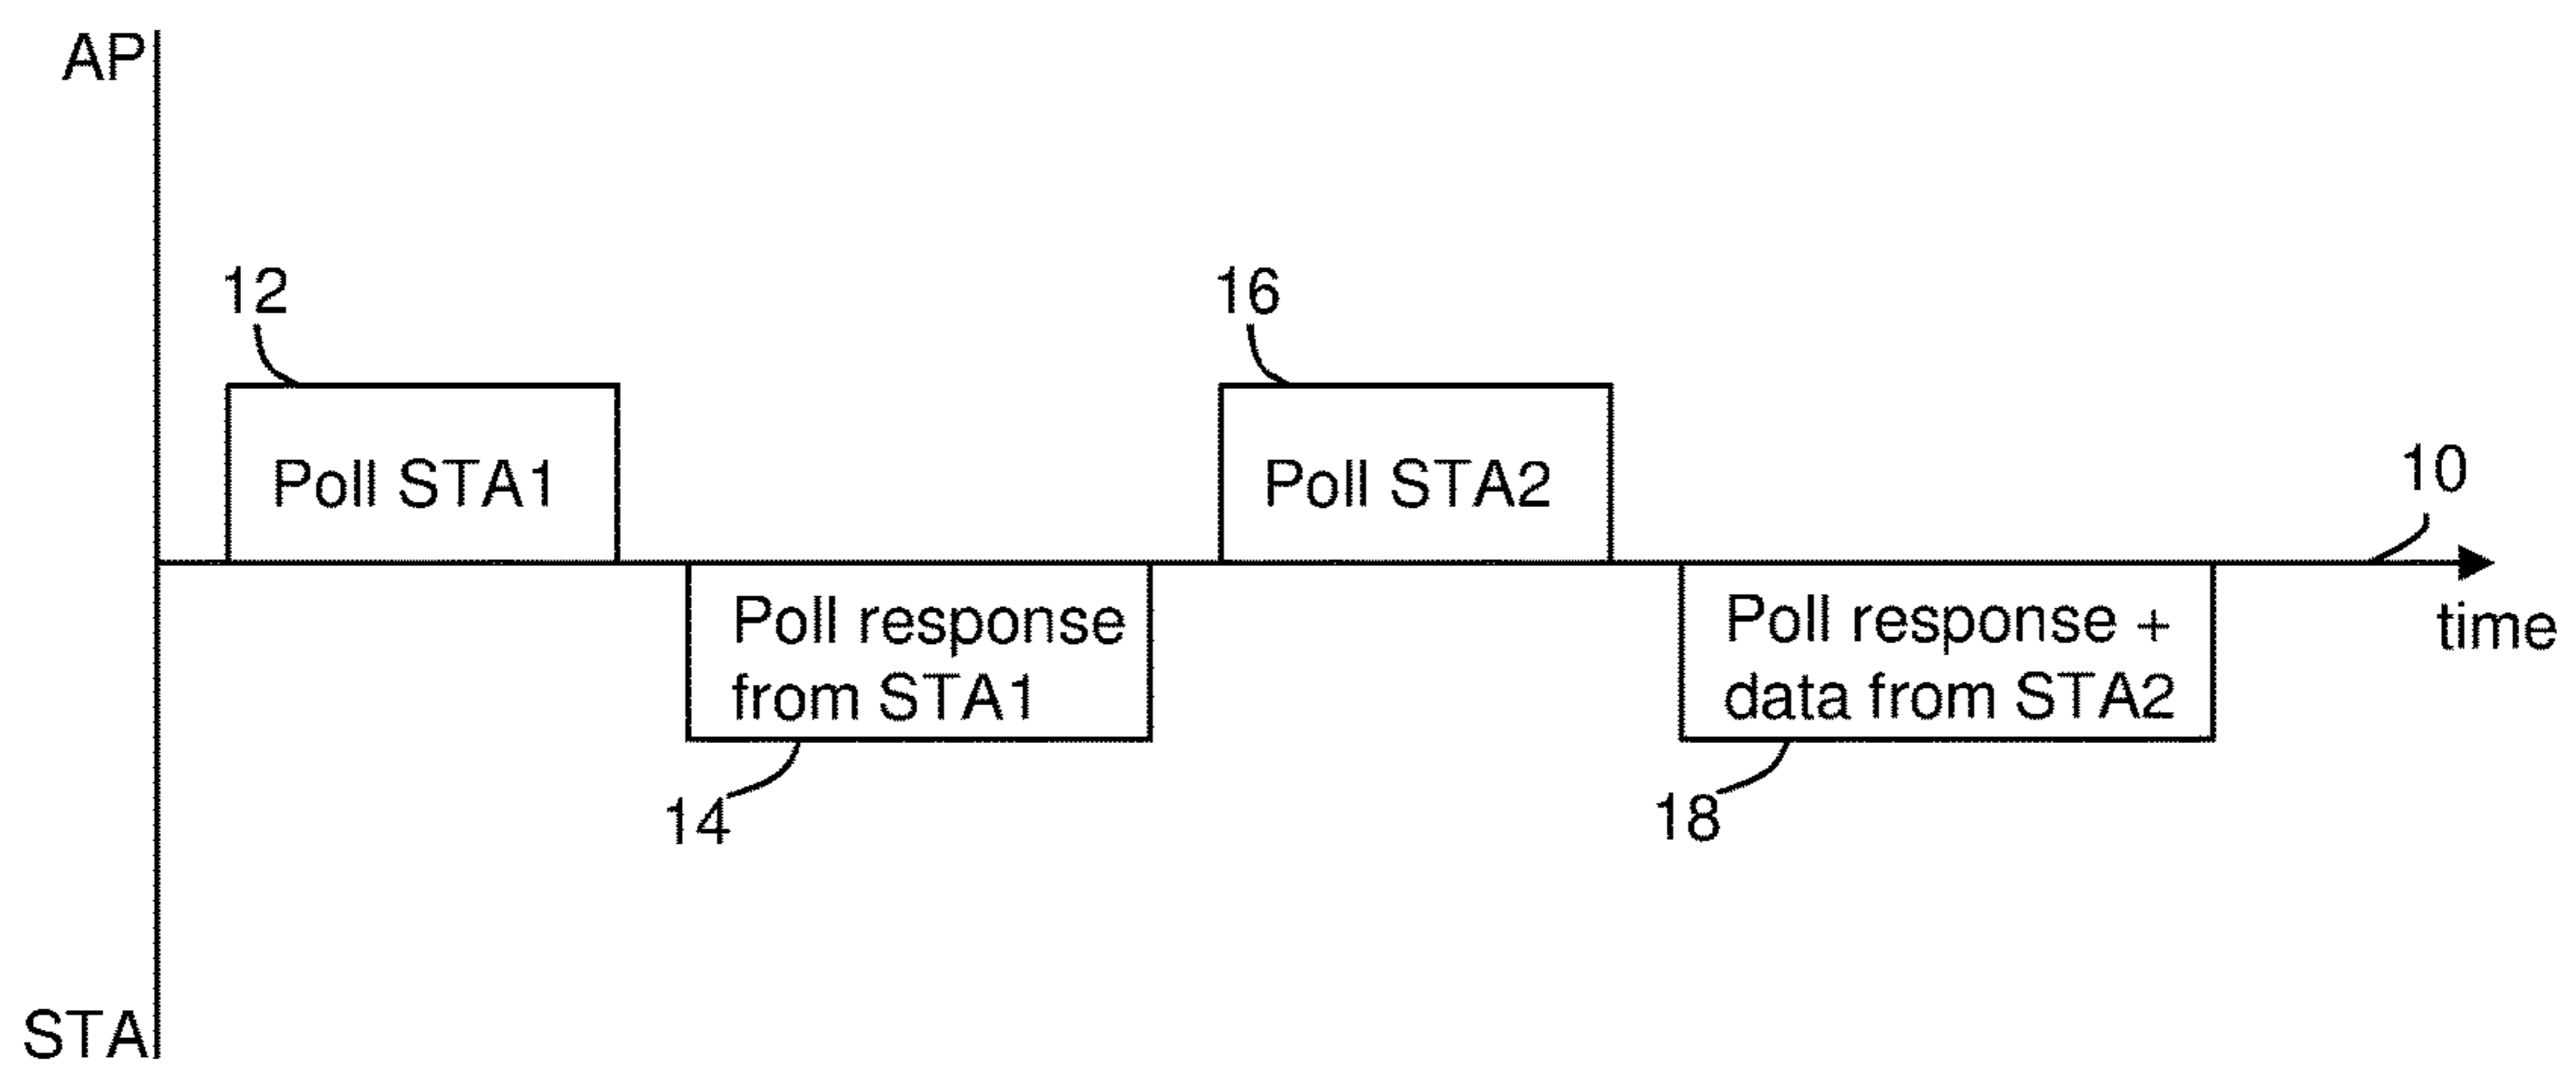 AP
12
16
Poll STA1
Poll STA2
10
Poll response
from STA1
Poll response +
data from STA2
time
14
18
STA